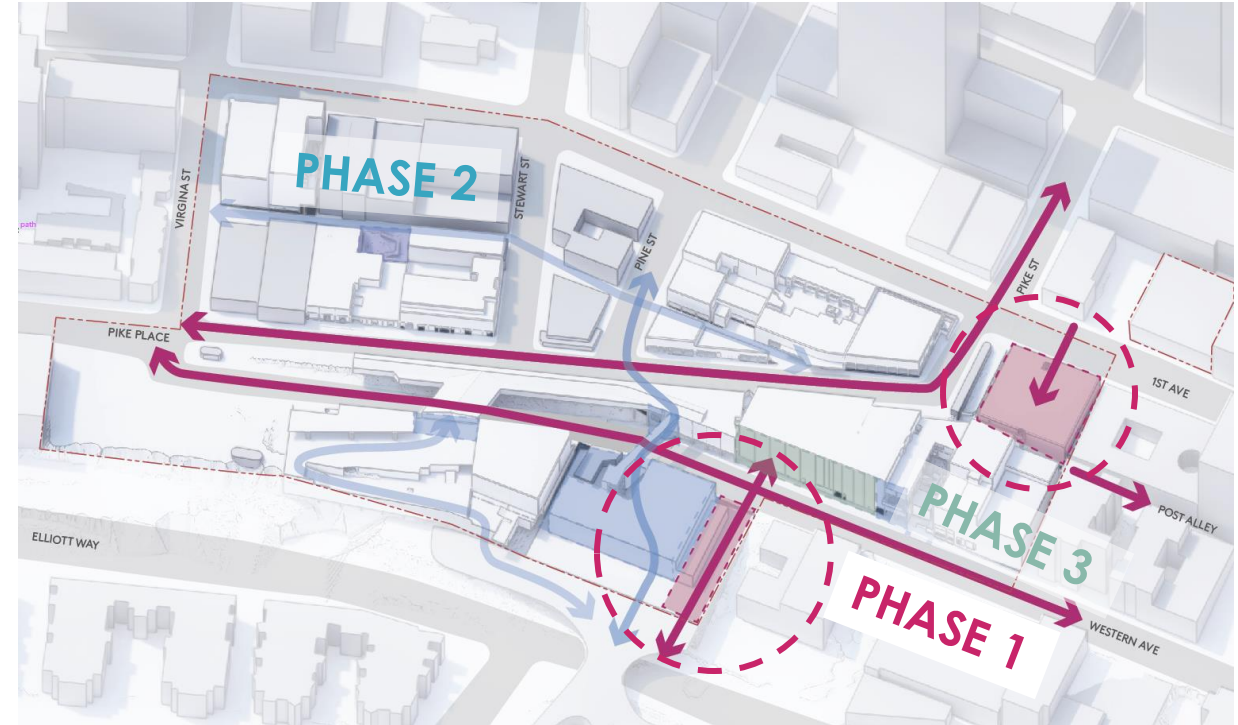 PHASE 2
VIRGINA ST
STEWART ST
path
PINE ST
PIKE ST
PIKE PLACE
1ST AVE
PHASE 3
POST ALLEY
ELLIOTT WAY
PHASE 1
WESTERN AVE